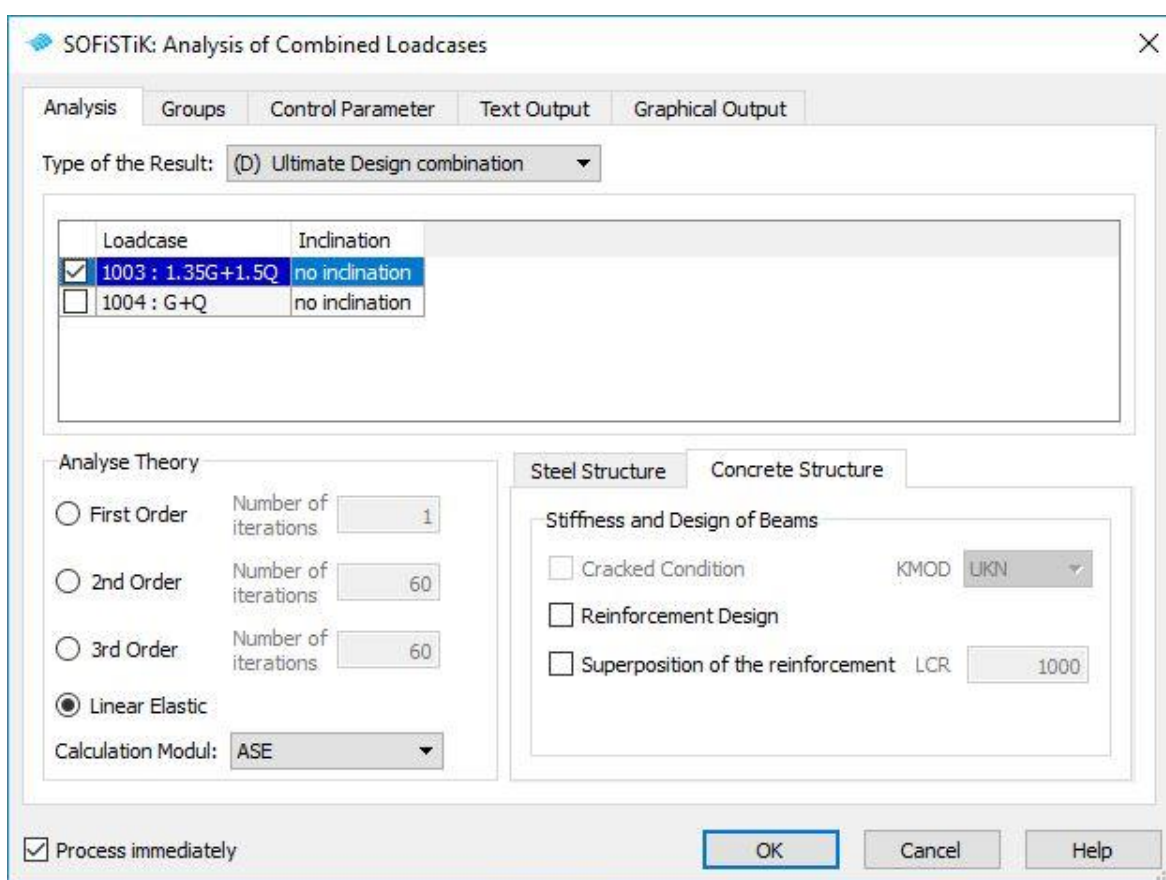 SOFiSTiK: Analysis of Combined Loadcases
Analysis Groups Control Parameter Text Output Graphical Output
Type of the Result: (D) Ultimate Design combination
Loadcase Inclination
1003 : 1.35G+1.5Q no inclination
1004 : G+Q no inclination
Analyse Theory
First Order Number of iterations 1
2nd Order Number of iterations 60
3rd Order Number of iterations 60
Linear Elastic
Calculation Modul: ASE
Steel Structure Concrete Structure
Stiffness and Design of Beams
Cracked Condition KMOD UKN
Reinforcement Design
Superposition of the reinforcement LCR 1000
Process immediately OK Cancel Help